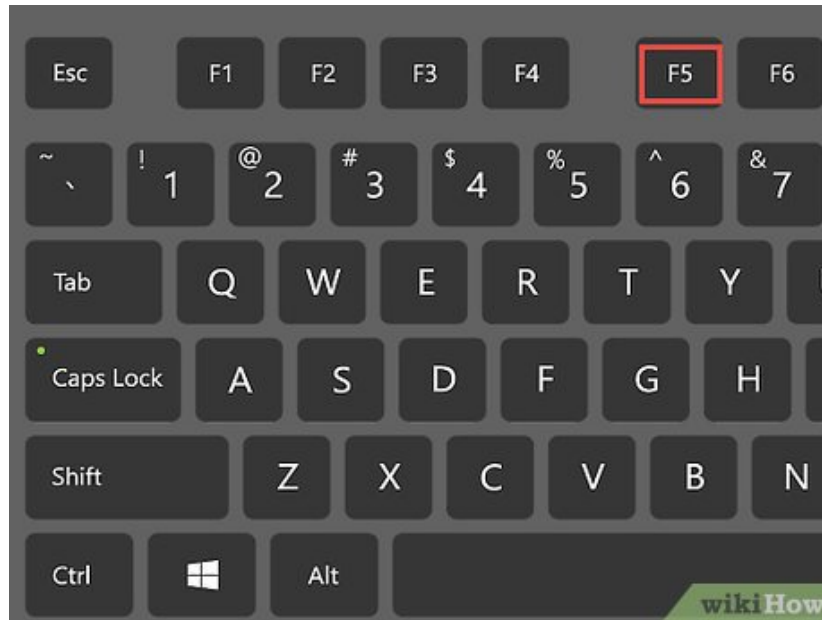 Esc F1 F2 F3 F4 F5 F6
~ ` ! 1 @ 2 # 3 $ 4 % 5 ^ 6 & 7
Tab Q W E R T Y
Caps Lock A S D F G H
Shift Z X C V B N
Ctrl Alt
wikiHow